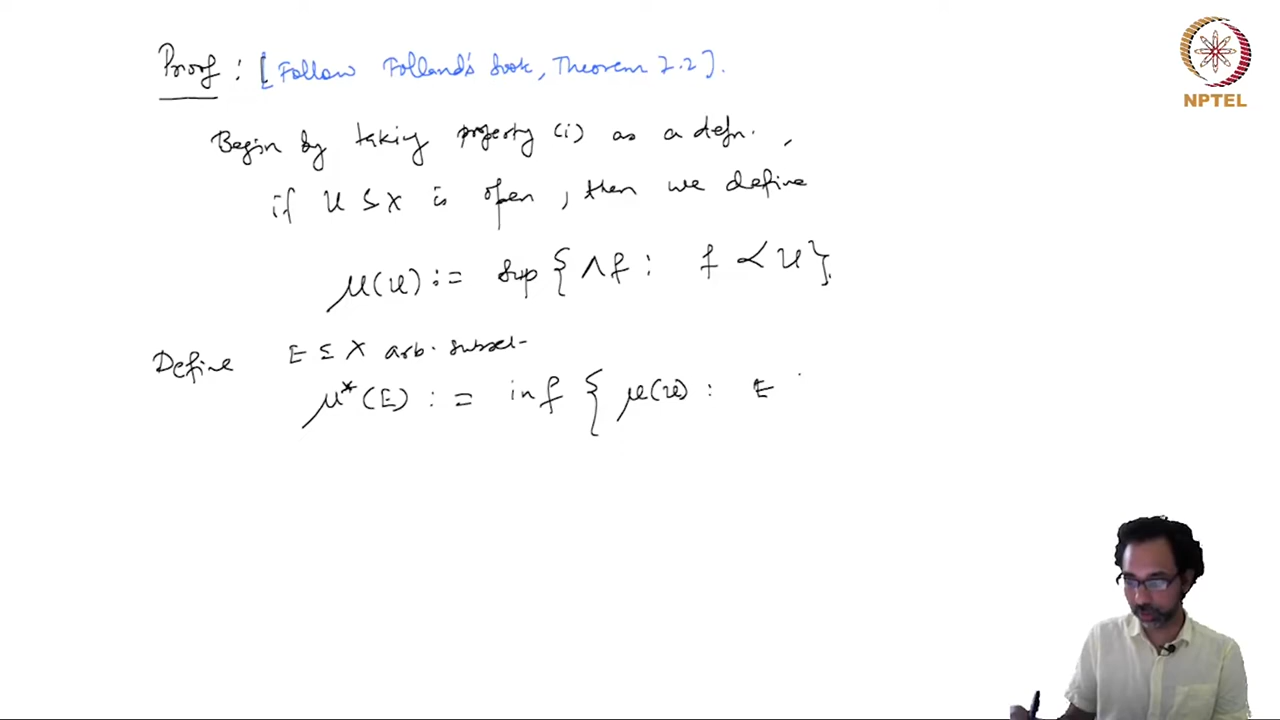 Proof : [Follow Folland's book, Theorem 7.2].
Begin by taking property (i) as a defn. ,
if U ⊆ X is open , then we define
μ(U) := sup { Λf : f ≺ U }.
Define E ⊆ X arb. subset
μ*(E) := inf { μ(U) : E
NPTEL